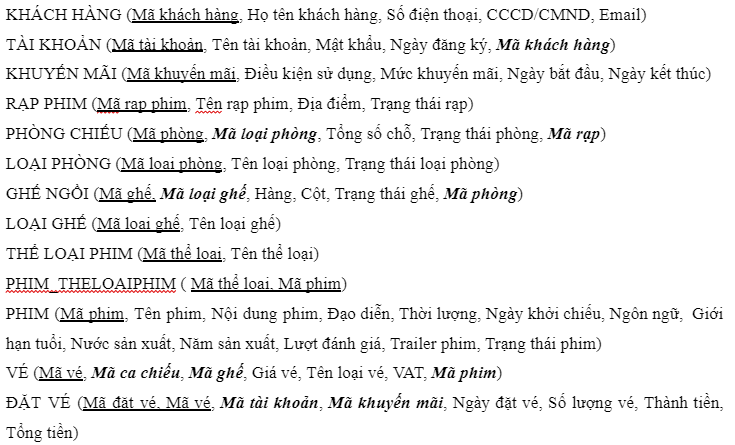 KHÁCH HÀNG (Mã khách hàng, Họ tên khách hàng, Số điện thoại, CCCD/CMND, Email)
TÀI KHOẢN (Mã tài khoản, Tên tài khoản, Mật khẩu, Ngày đăng ký, Mã khách hàng)
KHUYẾN MÃI (Mã khuyến mãi, Điều kiện sử dụng, Mức khuyến mãi, Ngày bắt đầu, Ngày kết thúc)
RẠP PHIM (Mã rạp phim, Tên rạp phim, Địa điểm, Trạng thái rạp)
PHÒNG CHIẾU (Mã phòng, Mã loại phòng, Tổng số chỗ, Trạng thái phòng, Mã rạp)
LOẠI PHÒNG (Mã loại phòng, Tên loại phòng, Trạng thái loại phòng)
GHẾ NGỒI (Mã ghế, Mã loại ghế, Hàng, Cột, Trạng thái ghế, Mã phòng)
LOẠI GHẾ (Mã loại ghế, Tên loại ghế)
THỂ LOẠI PHIM (Mã thể loại, Tên thể loại)
PHIM_THELOAIPHIM ( Mã thể loại, Mã phim)
PHIM (Mã phim, Tên phim, Nội dung phim, Đạo diễn, Thời lượng, Ngày khởi chiếu, Ngôn ngữ, Giới
hạn tuổi, Nước sản xuất, Năm sản xuất, Lượt đánh giá, Trailer phim, Trạng thái phim)
VÉ (Mã vé, Mã ca chiếu, Mã ghế, Giá vé, Tên loại vé, VAT, Mã phim)
ĐẶT VÉ (Mã đặt vé, Mã vé, Mã tài khoản, Mã khuyến mãi, Ngày đặt vé, Số lượng vé, Thành tiền,
Tổng tiền)